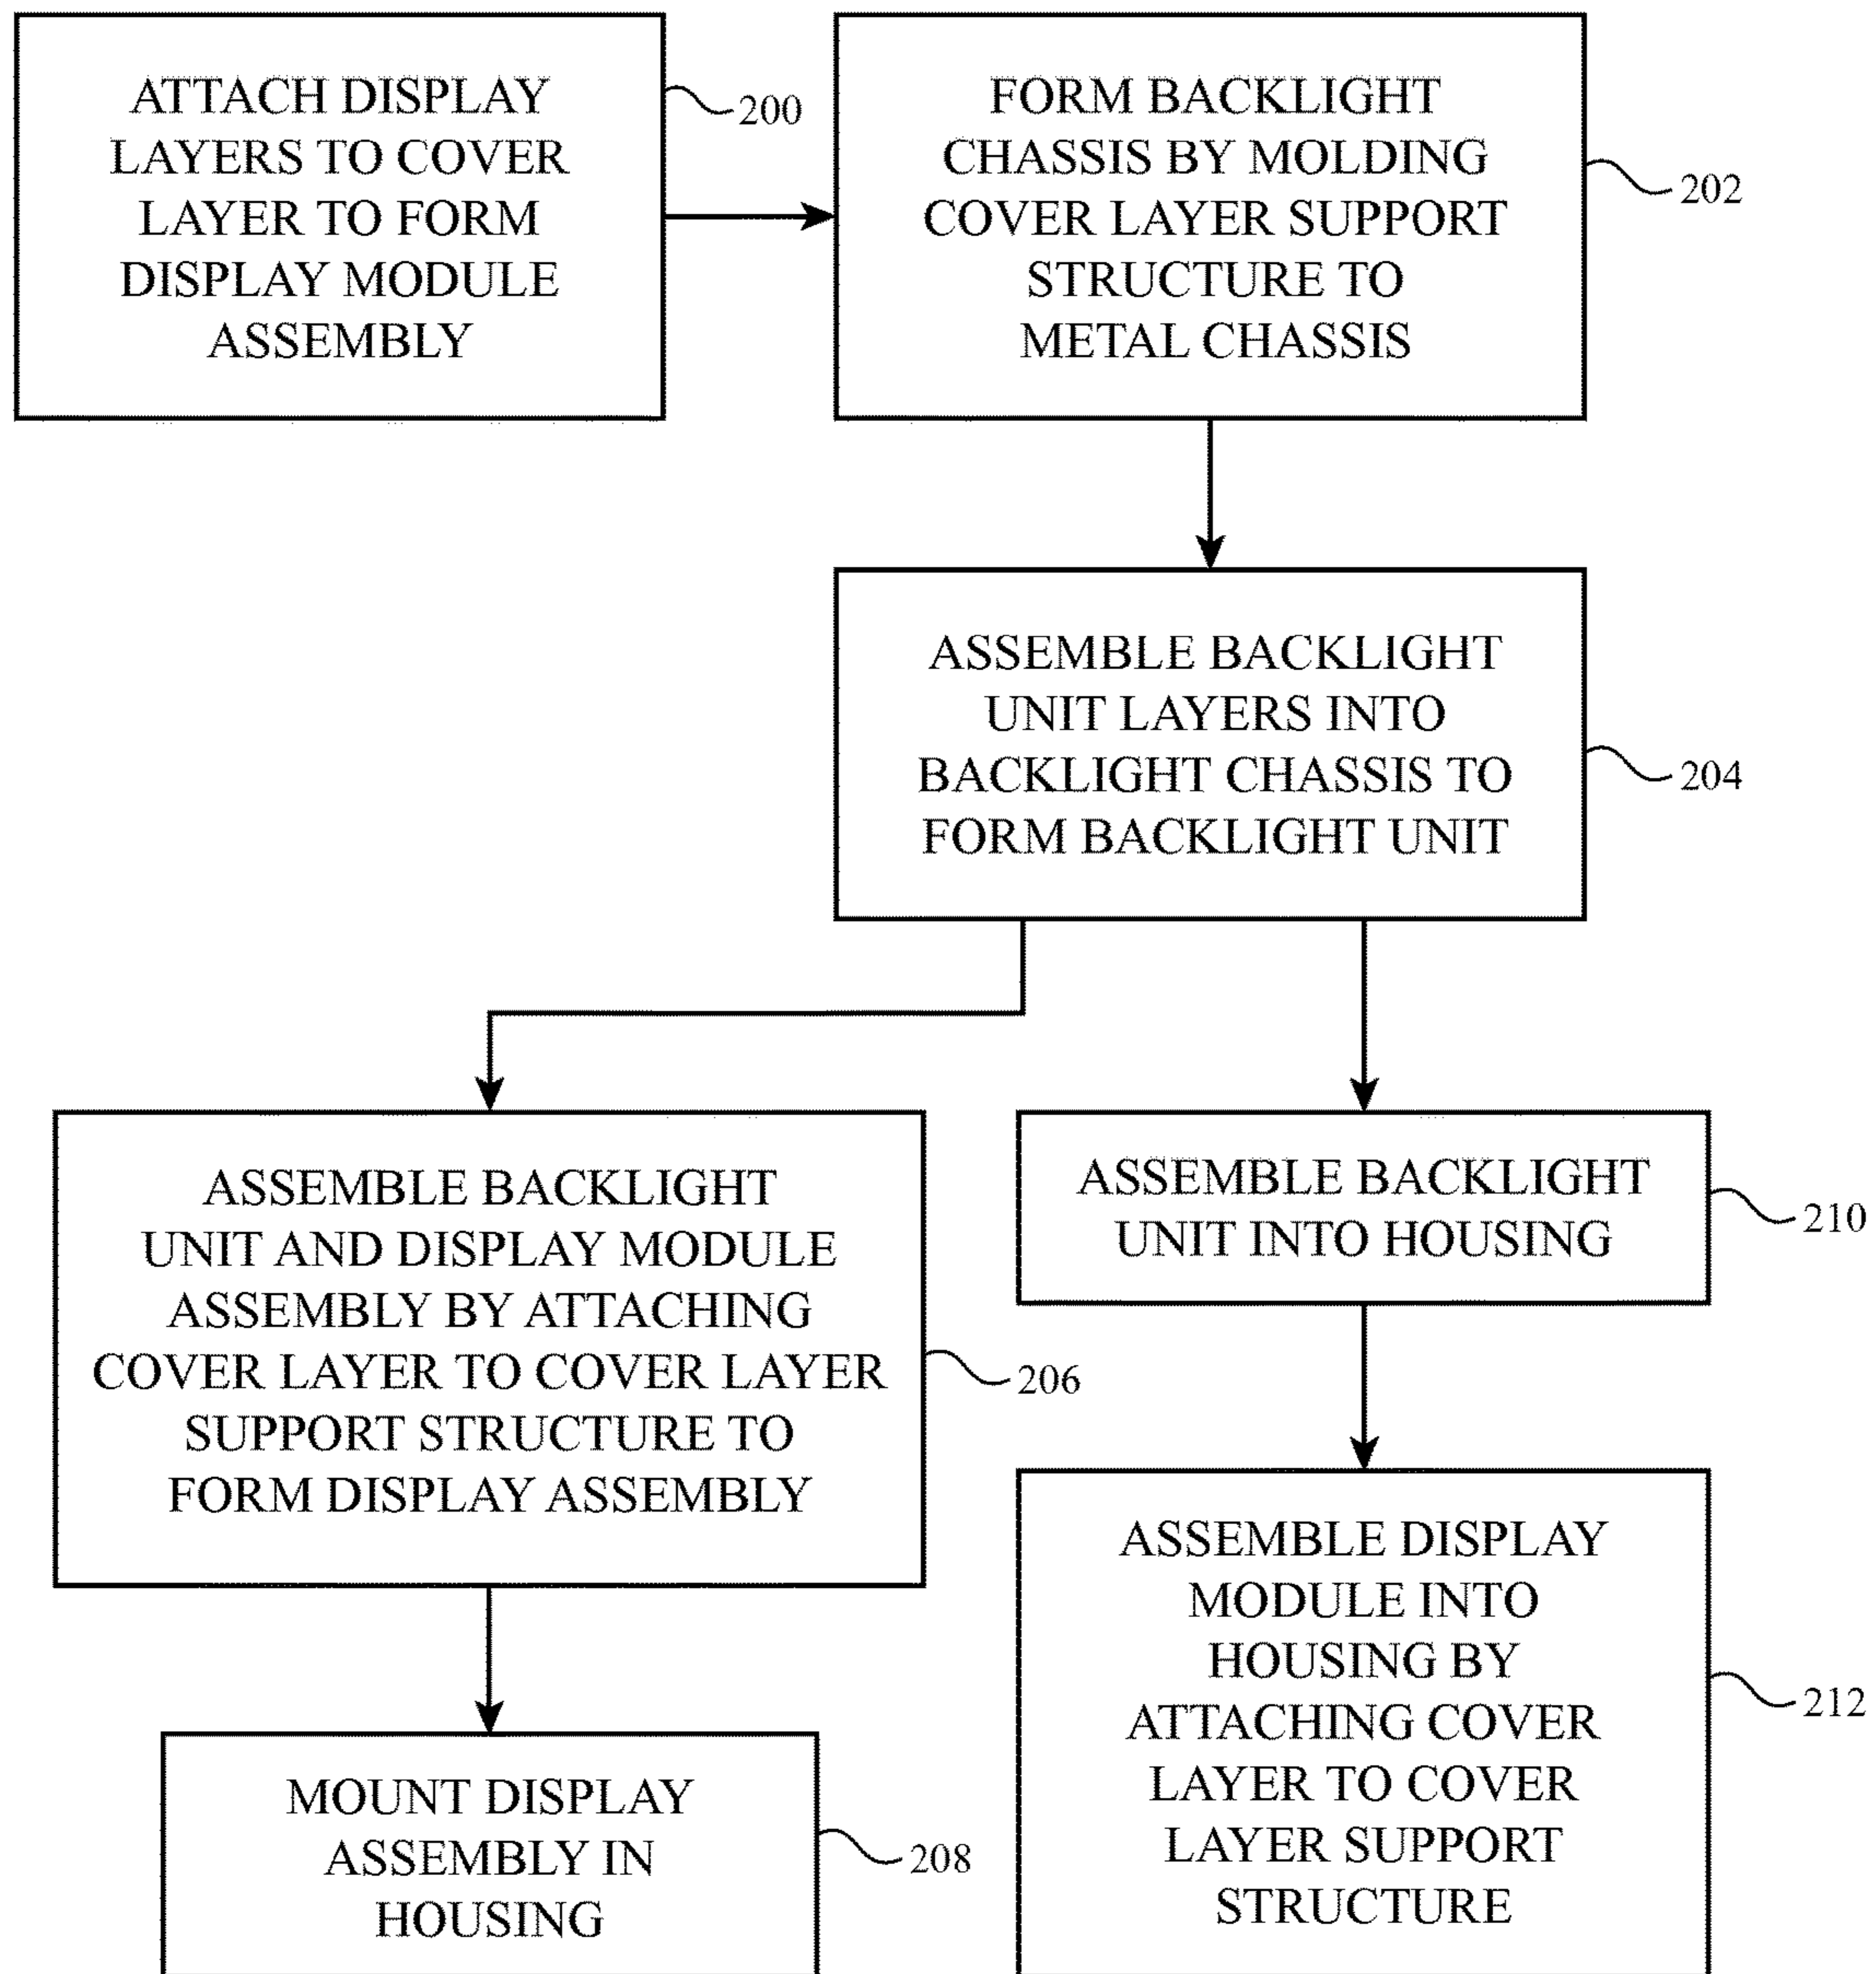 ATTACH DISPLAY
LAYERS TO COVER
LAYER TO FORM
DISPLAY MODULE
ASSEMBLY
200
FORM BACKLIGHT
CHASSIS BY MOLDING
COVER LAYER SUPPORT
STRUCTURE TO
METAL CHASSIS
202
ASSEMBLE BACKLIGHT
UNIT LAYERS INTO
BACKLIGHT CHASSIS TO
FORM BACKLIGHT UNIT
204
ASSEMBLE BACKLIGHT
UNIT AND DISPLAY MODULE
ASSEMBLY BY ATTACHING
COVER LAYER TO COVER LAYER
SUPPORT STRUCTURE TO
FORM DISPLAY ASSEMBLY
206
MOUNT DISPLAY
ASSEMBLY IN
HOUSING
208
ASSEMBLE BACKLIGHT
UNIT INTO HOUSING
210
ASSEMBLE DISPLAY
MODULE INTO
HOUSING BY
ATTACHING COVER
LAYER TO COVER
LAYER SUPPORT
STRUCTURE
212